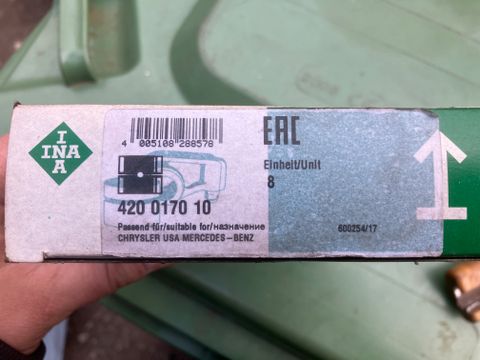 INA
INA
4 005108 288578
EAC
Einheit/Unit
8
420 0170 10
Passend für/suitable for/назначение
CHRYSLER USA MERCEDES-BENZ
600254/17